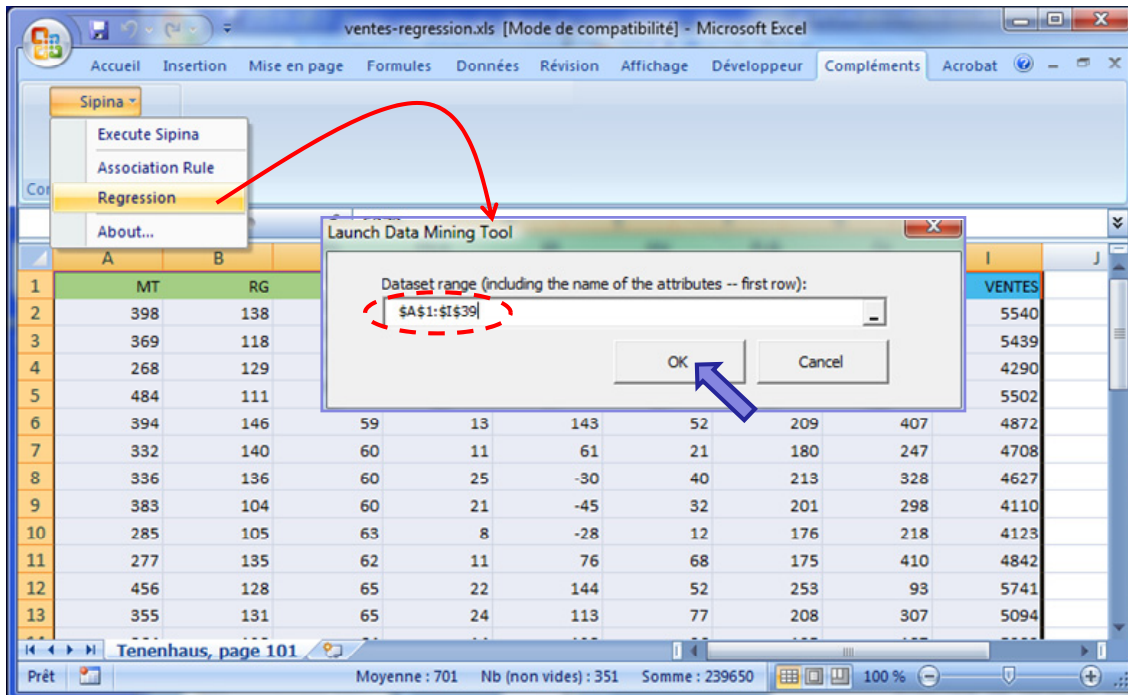 ventes-regression.xls [Mode de compatibilité] - Microsoft Excel
Accueil Insertion Mise en page Formules Données Révision Affichage Développeur Compléments Acrobat
Sipina
Execute Sipina
Association Rule
Regression
About...
Launch Data Mining Tool
Dataset range (including the name of the attributes -- first row):
$A$1:$I$39
OK Cancel
A B I J
1 MT RG VENTES
2 398 138 5540
3 369 118 5439
4 268 129 4290
5 484 111 5502
6 394 146 59 13 143 52 209 407 4872
7 332 140 60 11 61 21 180 247 4708
8 336 136 60 25 -30 40 213 328 4627
9 383 104 60 21 -45 32 201 298 4110
10 285 105 63 8 -28 12 176 218 4123
11 277 135 62 11 76 68 175 410 4842
12 456 128 65 22 144 52 253 93 5741
13 355 131 65 24 113 77 208 307 5094
Tenenhaus, page 101
Prêt Moyenne : 701 Nb (non vides) : 351 Somme : 239650 100 %